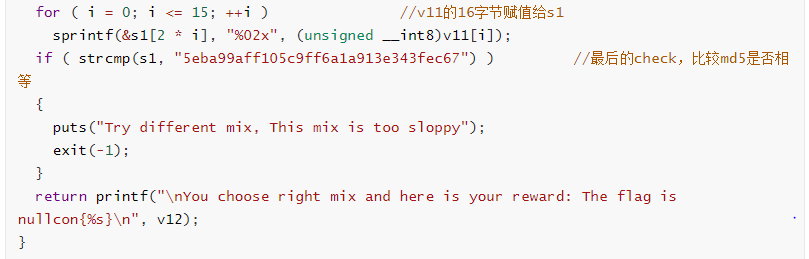 for ( i = 0; i <= 15; ++i )                //v11的16字节赋值给s1
    sprintf(&s1[2 * i], "%02x", (unsigned __int8)v11[i]);
  if ( strcmp(s1, "5eba99aff105c9ff6a1a913e343fec67") )          //最后的check，比较md5是否相
等
  {
    puts("Try different mix, This mix is too sloppy");
    exit(-1);
  }
  return printf("\nYou choose right mix and here is your reward: The flag is
nullcon{%s}\n", v12);
}